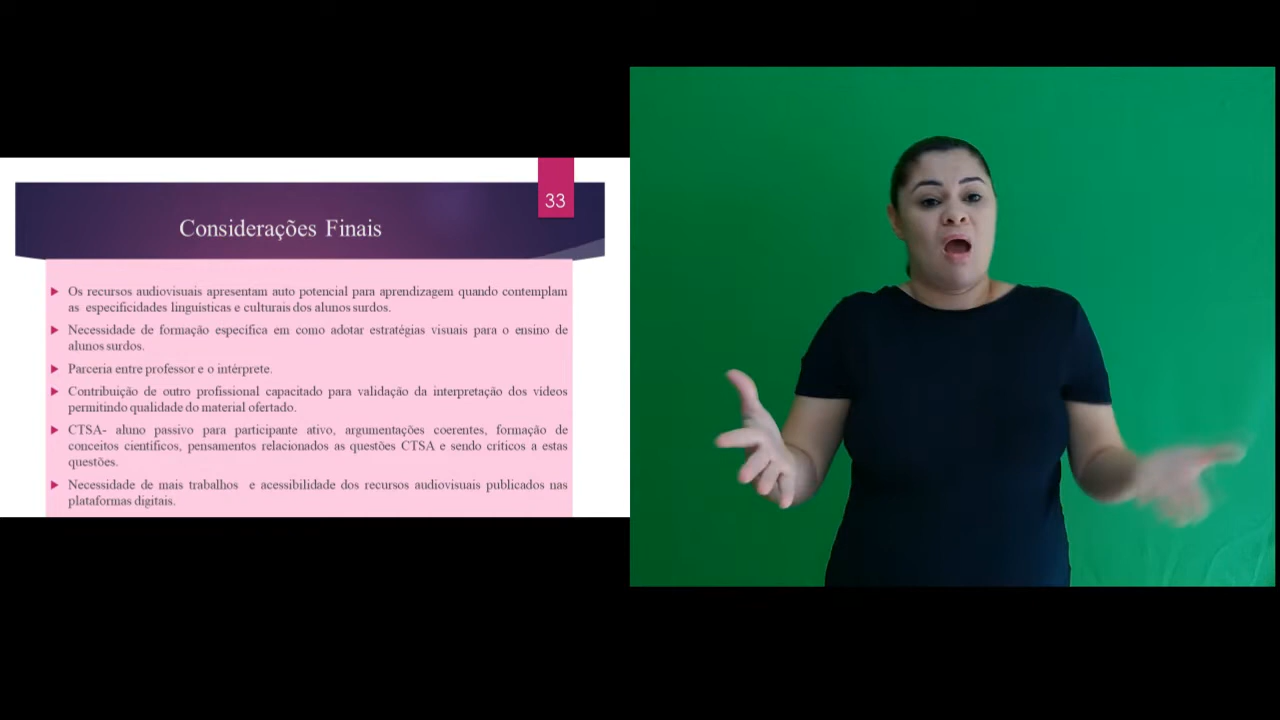 33
Considerações Finais
Os recursos audiovisuais apresentam auto potencial para aprendizagem quando contemplam
as especificidades linguísticas e culturais dos alunos surdos.
Necessidade de formação específica em como adotar estratégias visuais para o ensino de
alunos surdos.
Parceria entre professor e o intérprete.
Contribuição de outro profissional capacitado para validação da interpretação dos vídeos
permitindo qualidade do material ofertado.
CTSA- aluno passivo para participante ativo, argumentações coerentes, formação de
conceitos científicos, pensamentos relacionados as questões CTSA e sendo críticos a estas
questões.
Necessidade de mais trabalhos e acessibilidade dos recursos audiovisuais publicados nas
plataformas digitais.